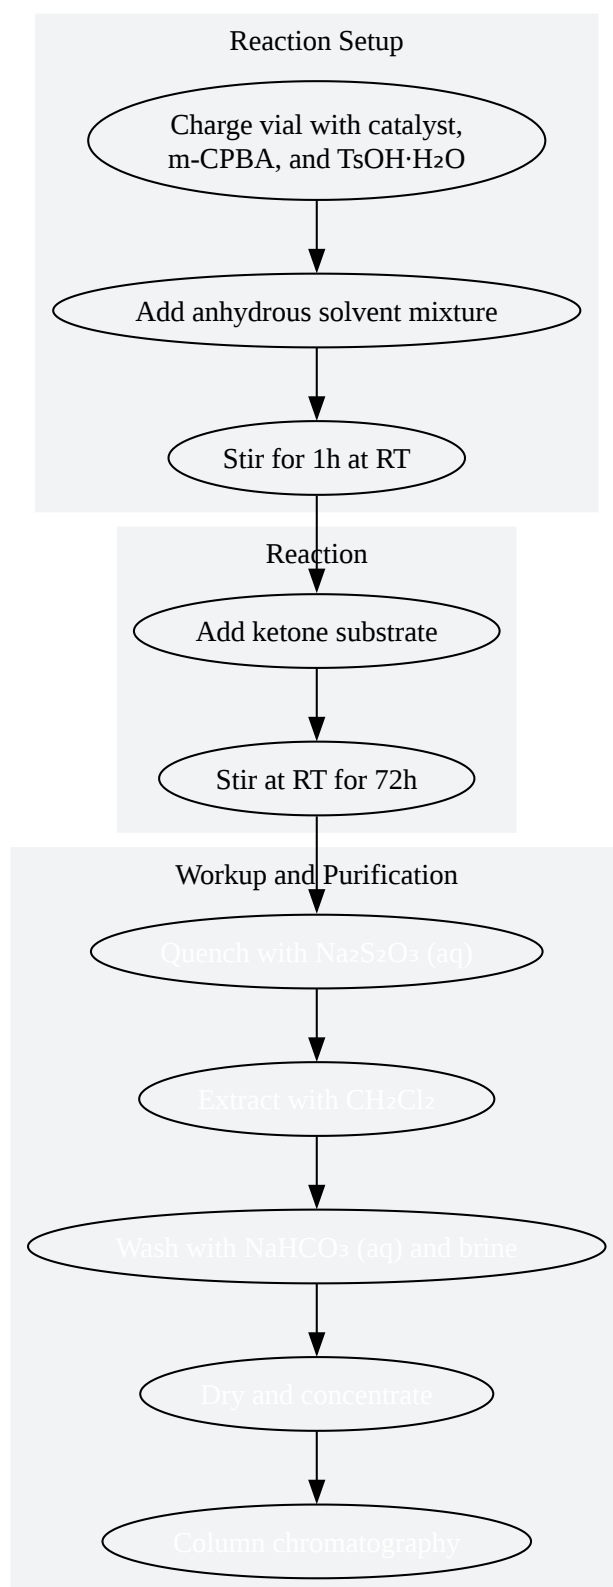 Reaction Setup
Charge vial with catalyst,
m-CPBA, and TsOH·H₂O
Add anhydrous solvent mixture
Stir for 1h at RT
Reaction
Add ketone substrate
Stir at RT for 72h
Workup and Purification
Quench with Na₂S₂O₃ (aq)
Extract with CH₂Cl₂
Wash with NaHCO₃ (aq) and brine
Dry and concentrate
Column chromatography